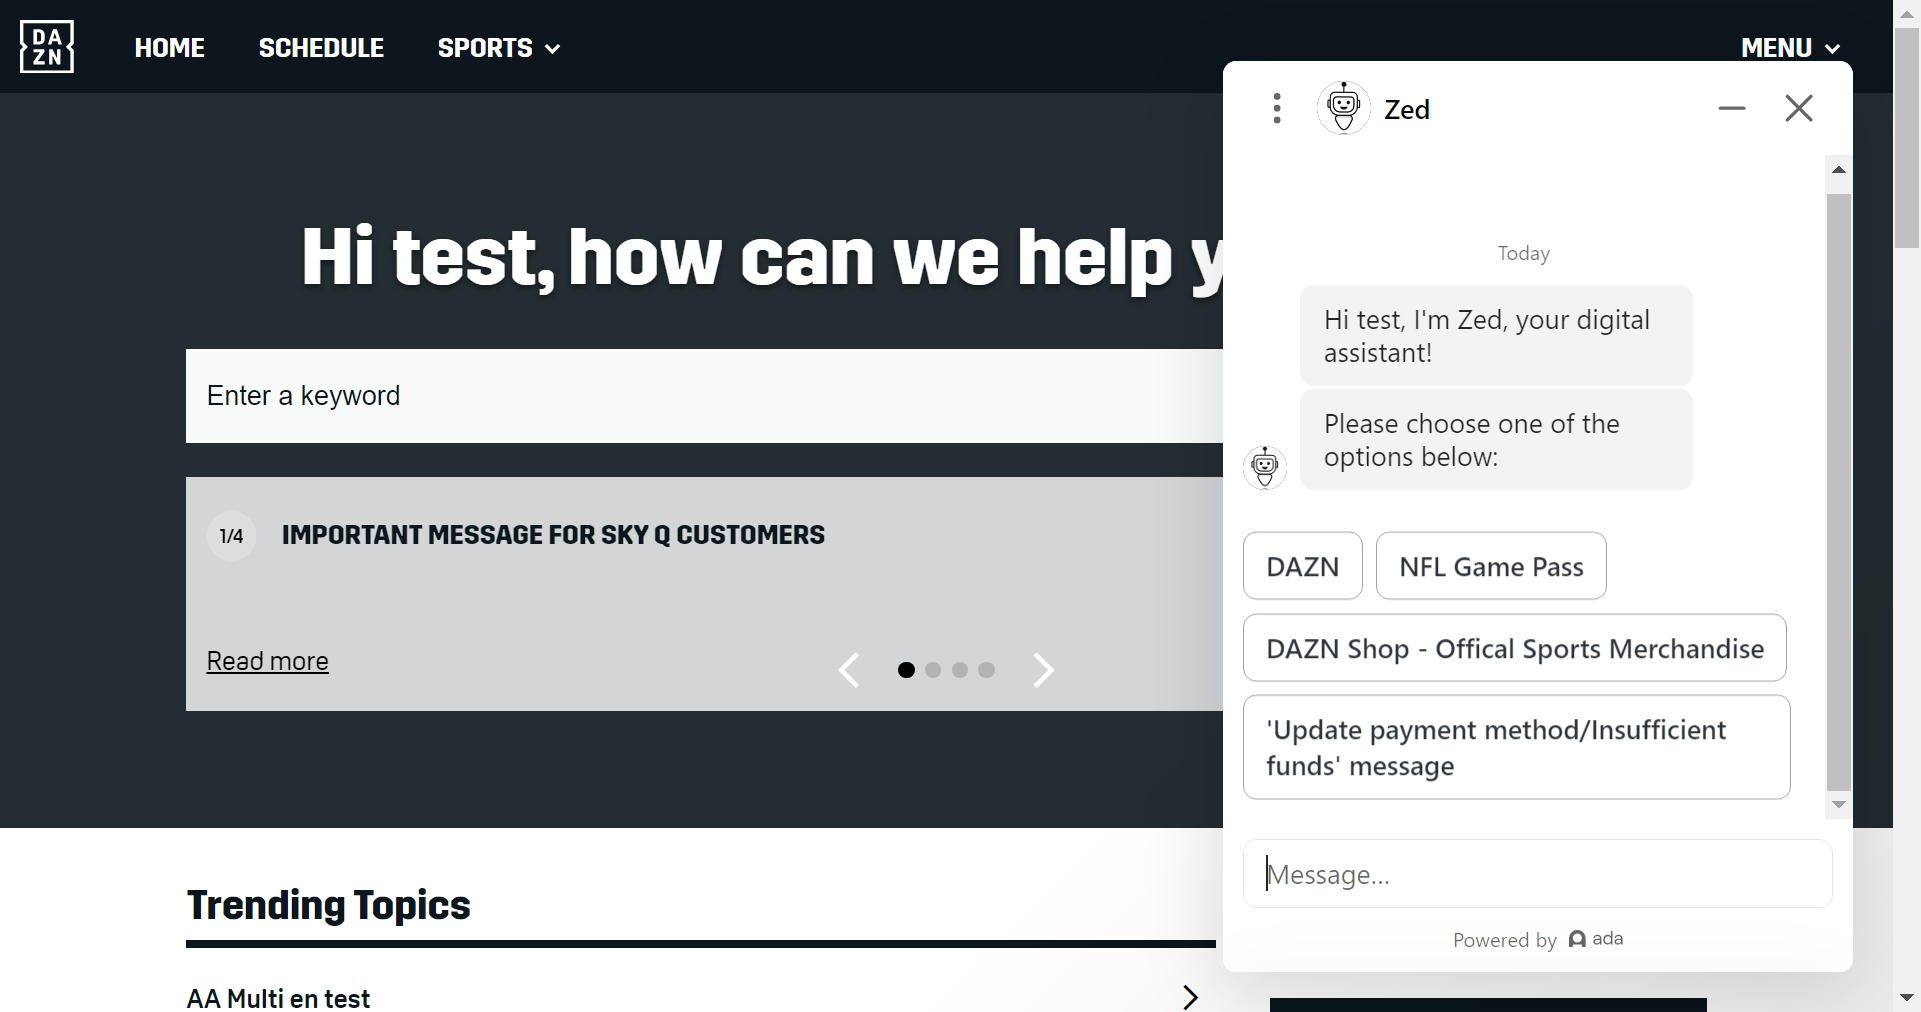 DA
ZN
HOME
SCHEDULE
SPORTS
MENU
Hi test, how can we help y
Enter a keyword
1/4
IMPORTANT MESSAGE FOR SKY Q CUSTOMERS
Read more
Trending Topics
AA Multi en test
Zed
Today
Hi test, I'm Zed, your digital
assistant!
Please choose one of the
options below:
DAZN
NFL Game Pass
DAZN Shop - Offical Sports Merchandise
'Update payment method/Insufficient
funds' message
Message...
Powered by ada